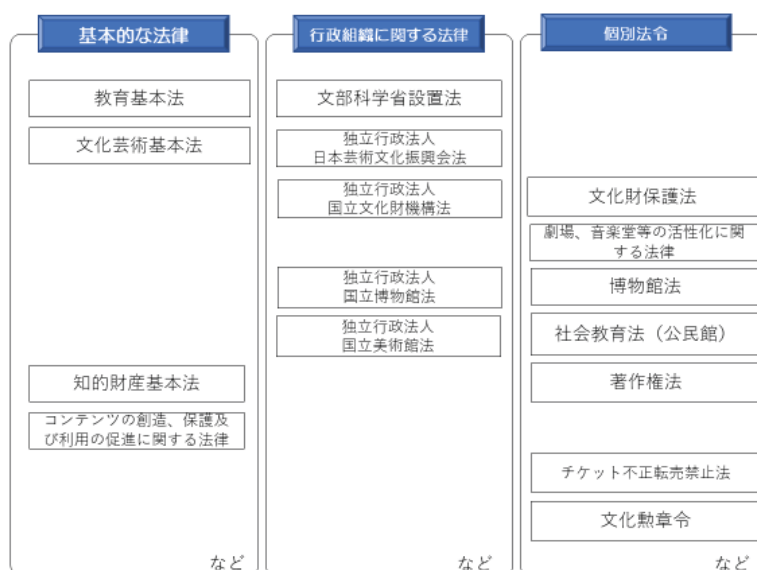 基本的な法律
教育基本法
文化芸術基本法
知的財産基本法
コンテンツの創造、保護及
び利用の促進に関する法律
など
行政組織に関する法律
文部科学省設置法
独立行政法人
日本芸術文化振興会法
独立行政法人
国立文化財機構法
独立行政法人
国立博物館法
独立行政法人
国立美術館法
など
個別法令
文化財保護法
劇場、音楽堂等の活性化に関
する法律
博物館法
社会教育法（公民館）
著作権法
チケット不正転売禁止法
文化勲章令
など